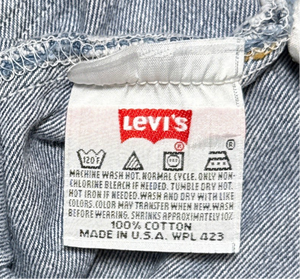 LEVI'S
®
120F
MACHINE WASH HOT. NORMAL CYCLE. ONLY NON-
CHLORINE BLEACH IF NEEDED. TUMBLE DRY HOT.
HOT IRON IF NEEDED. WASH AND DRY WITH LIKE
COLORS. COLOR MAY TRANSFER WHEN NEW. WASH
BEFORE WEARING. SHRINKS APPROXIMATELY 10%
100% COTTON
MADE IN U.S.A. WPL 423